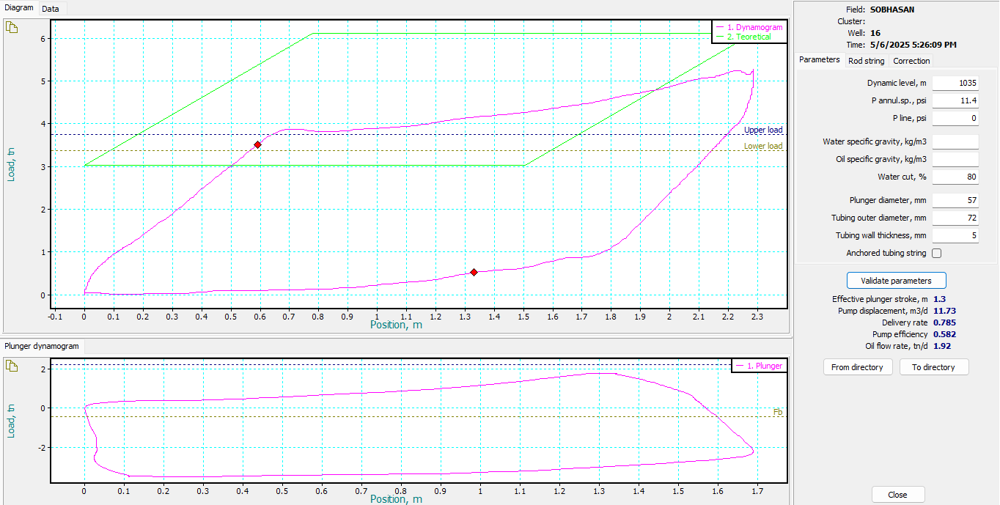 Diagram Data
6
5
4
3
2
1
0
Load, tn
1. Dynamogram
2. Teoretical
Upper load
Lower load
-0.1 0 0.1 0.2 0.3 0.4 0.5 0.6 0.7 0.8 0.9 1 1.1 1.2 1.3 1.4 1.5 1.6 1.7 1.8 1.9 2 2.1 2.2 2.3
Position, m
Plunger dynamogram
2
0
-2
Load, tn
1. Plunger
Fb
0 0.1 0.2 0.3 0.4 0.5 0.6 0.7 0.8 0.9 1 1.1 1.2 1.3 1.4 1.5 1.6 1.7
Position, m
Field: SOBHASAN
Cluster:
Well: 16
Time: 5/6/2025 5:26:09 PM
Parameters Rod string Correction
Dynamic level, m 1035
P annul.sp., psi 11.4
P line, psi 0
Water specific gravity, kg/m3
Oil specific gravity, kg/m3
Water cut, % 80
Plunger diameter, mm 57
Tubing outer diameter, mm 72
Tubing wall thickness, mm 5
Anchored tubing string
Validate parameters
Effective plunger stroke, m 1.3
Pump displacement, m3/d 11.73
Delivery rate 0.785
Pump efficiency 0.582
Oil flow rate, tn/d 1.92
From directory To directory
Close